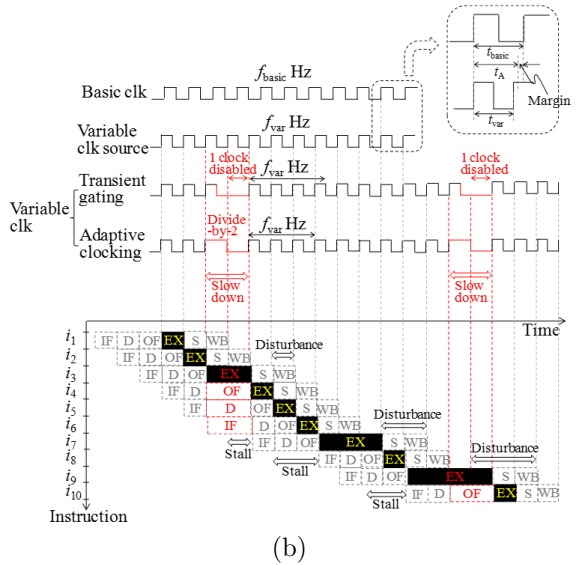 t_basic
t_A
Margin
t_var
f_basic Hz
Basic clk
f_var Hz
Variable
clk source
1 clock
disabled
f_var Hz
1 clock
disabled
Transient
gating
Variable
clk
Divide
-by-2
f_var Hz
Adaptive
clocking
Slow
down
Slow
down
Time
i1 IF D OF EX S WB
Disturbance
i2 IF D OF EX S WB
i3 IF D OF EX S WB
i4 IF D OF EX S WB
i5 IF D OF EX S WB
Disturbance
i6 IF D OF EX S WB
i7 IF D OF EX S WB
Stall
Disturbance
i8 IF D OF EX S WB
Stall
i9 IF D OF EX S WB
i10 IF D OF EX S WB
Stall
Instruction
(b)